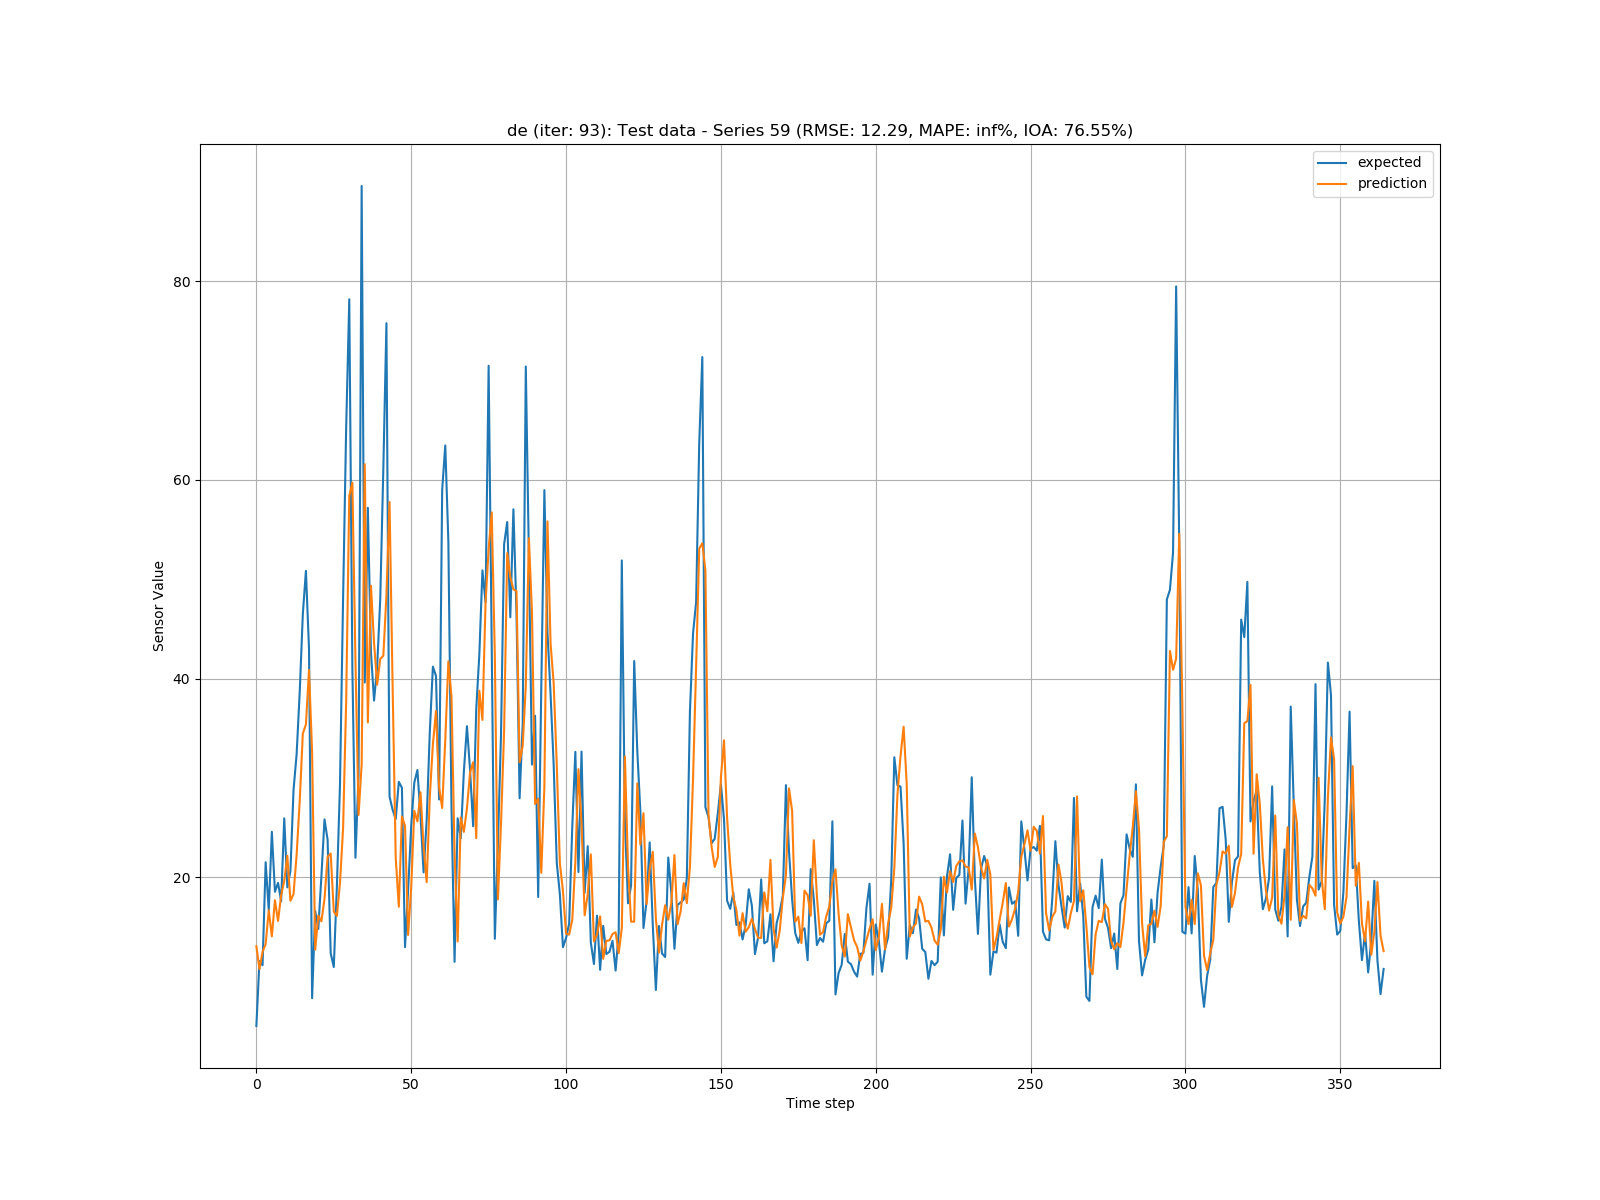 de (iter: 93): Test data - Series 59 (RMSE: 12.29, MAPE: inf%, IOA: 76.55%)
expected
prediction
80
60
40
20
Sensor Value
0 50 100 150 200 250 300 350
Time step